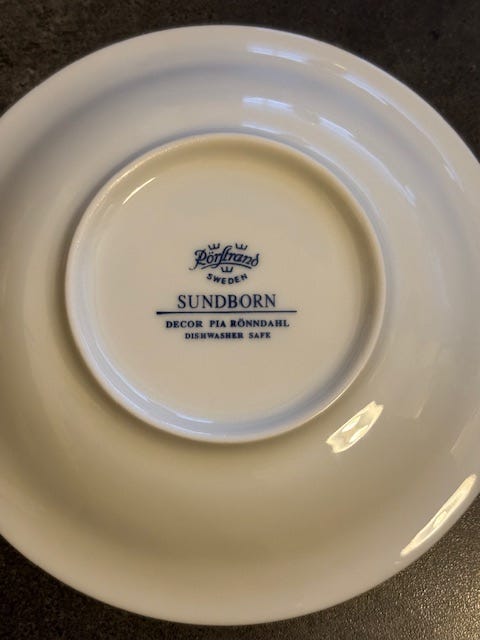 Rörstrand
SWEDEN
SUNDBORN
DECOR PIA RÖNNDAHL
DISHWASHER SAFE